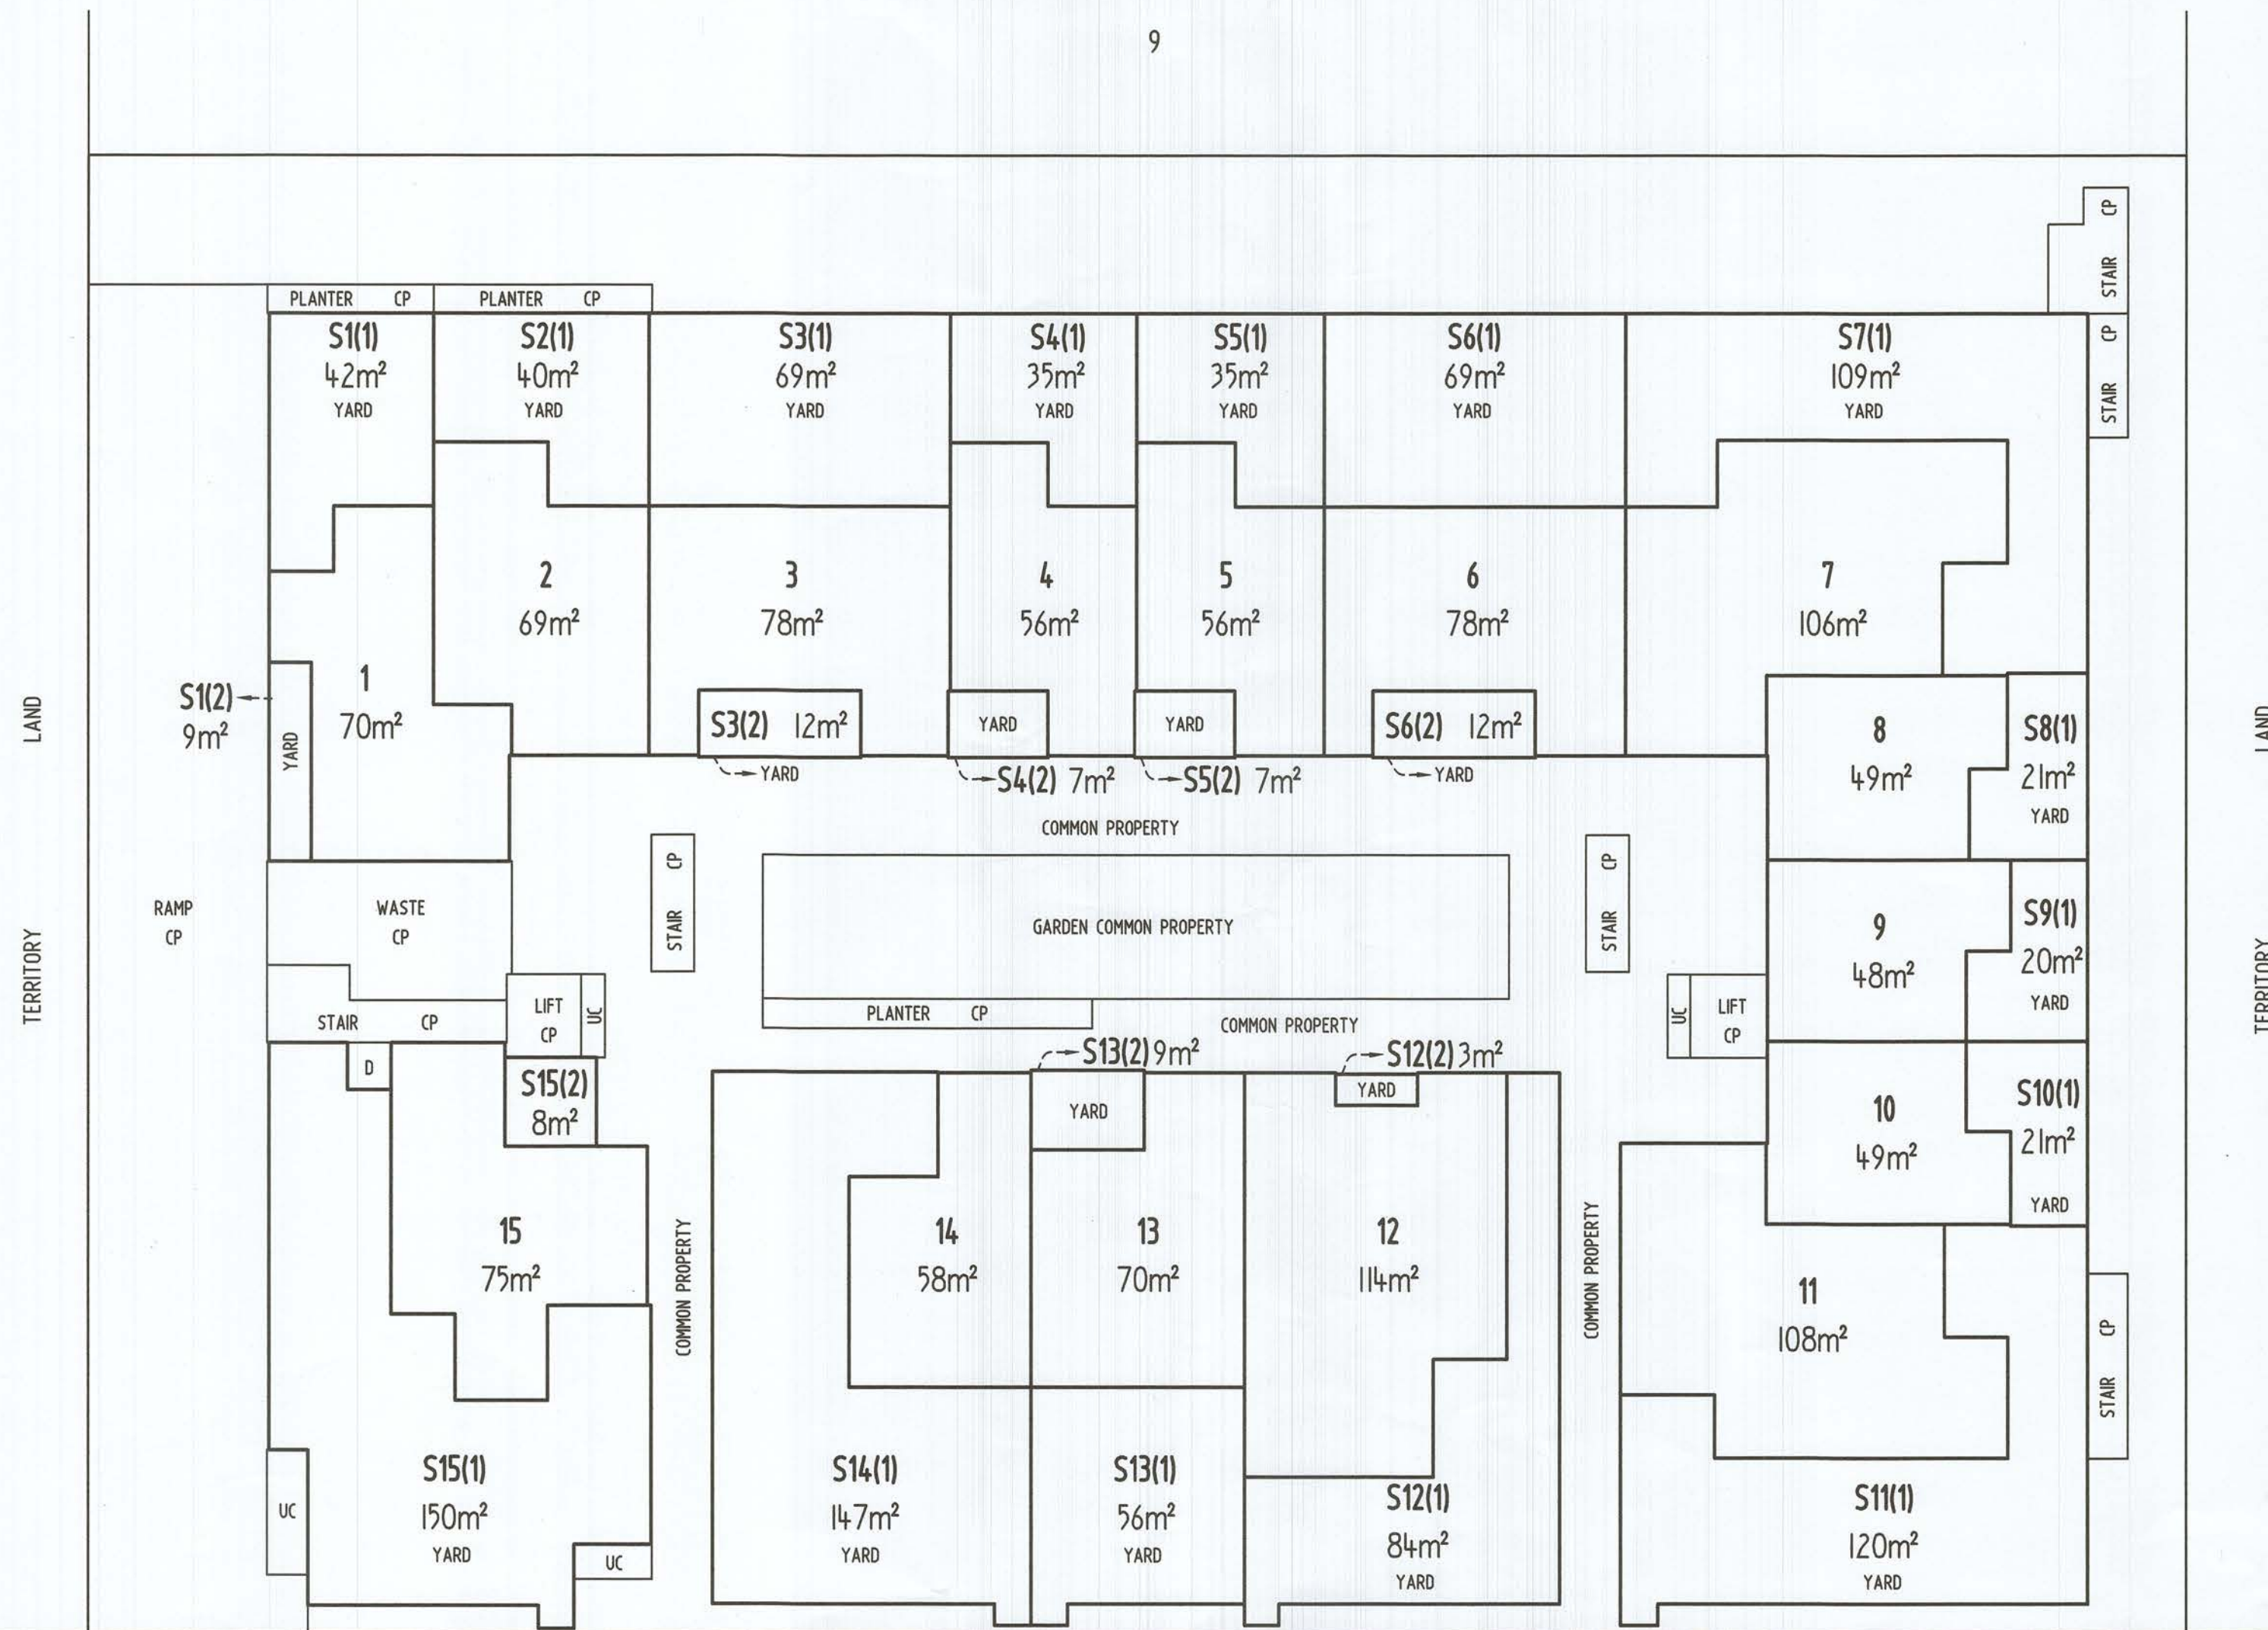 9
CP
STAIR
PLANTER CP
PLANTER CP
S1(1)
42m²
YARD
S2(1)
40m²
YARD
S3(1)
69m²
YARD
S4(1)
35m²
YARD
S5(1)
35m²
YARD
S6(1)
69m²
YARD
S7(1)
109m²
YARD
STAIR CP
1
70m²
2
69m²
3
78m²
4
56m²
5
56m²
6
78m²
7
106m²
S1(2)
9m²
YARD
S3(2) 12m²
YARD
YARD
S4(2) 7m²
YARD
S5(2) 7m²
S6(2) 12m²
YARD
8
49m²
S8(1)
21m²
YARD
LAND
TERRITORY
LAND
TERRITORY
COMMON PROPERTY
STAIR CP
GARDEN COMMON PROPERTY
STAIR CP
RAMP
CP
WASTE
CP
9
48m²
S9(1)
20m²
YARD
STAIR CP
LIFT
CP
UC
PLANTER CP
COMMON PROPERTY
UC
LIFT
CP
D
S15(2)
8m²
S13(2) 9m²
YARD
S12(2) 3m²
YARD
10
49m²
S10(1)
21m²
YARD
15
75m²
COMMON PROPERTY
14
58m²
13
70m²
12
114m²
COMMON PROPERTY
11
108m²
STAIR CP
UC
S15(1)
150m²
YARD
UC
S14(1)
147m²
YARD
S13(1)
56m²
YARD
S12(1)
84m²
YARD
S11(1)
120m²
YARD